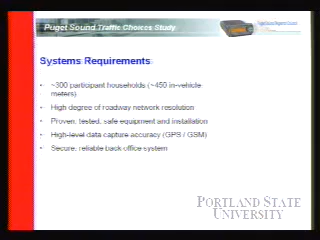 Puget Sound Traffic Choices Study
Systems Requirements
~300 participant households (~450 in-vehicle
meters)
High degree of roadway network resolution
Proven, tested, safe equipment and installation
High-level data capture accuracy (GPS / GSM)
Secure, reliable back office system
PORTLAND STATE
UNIVERSITY